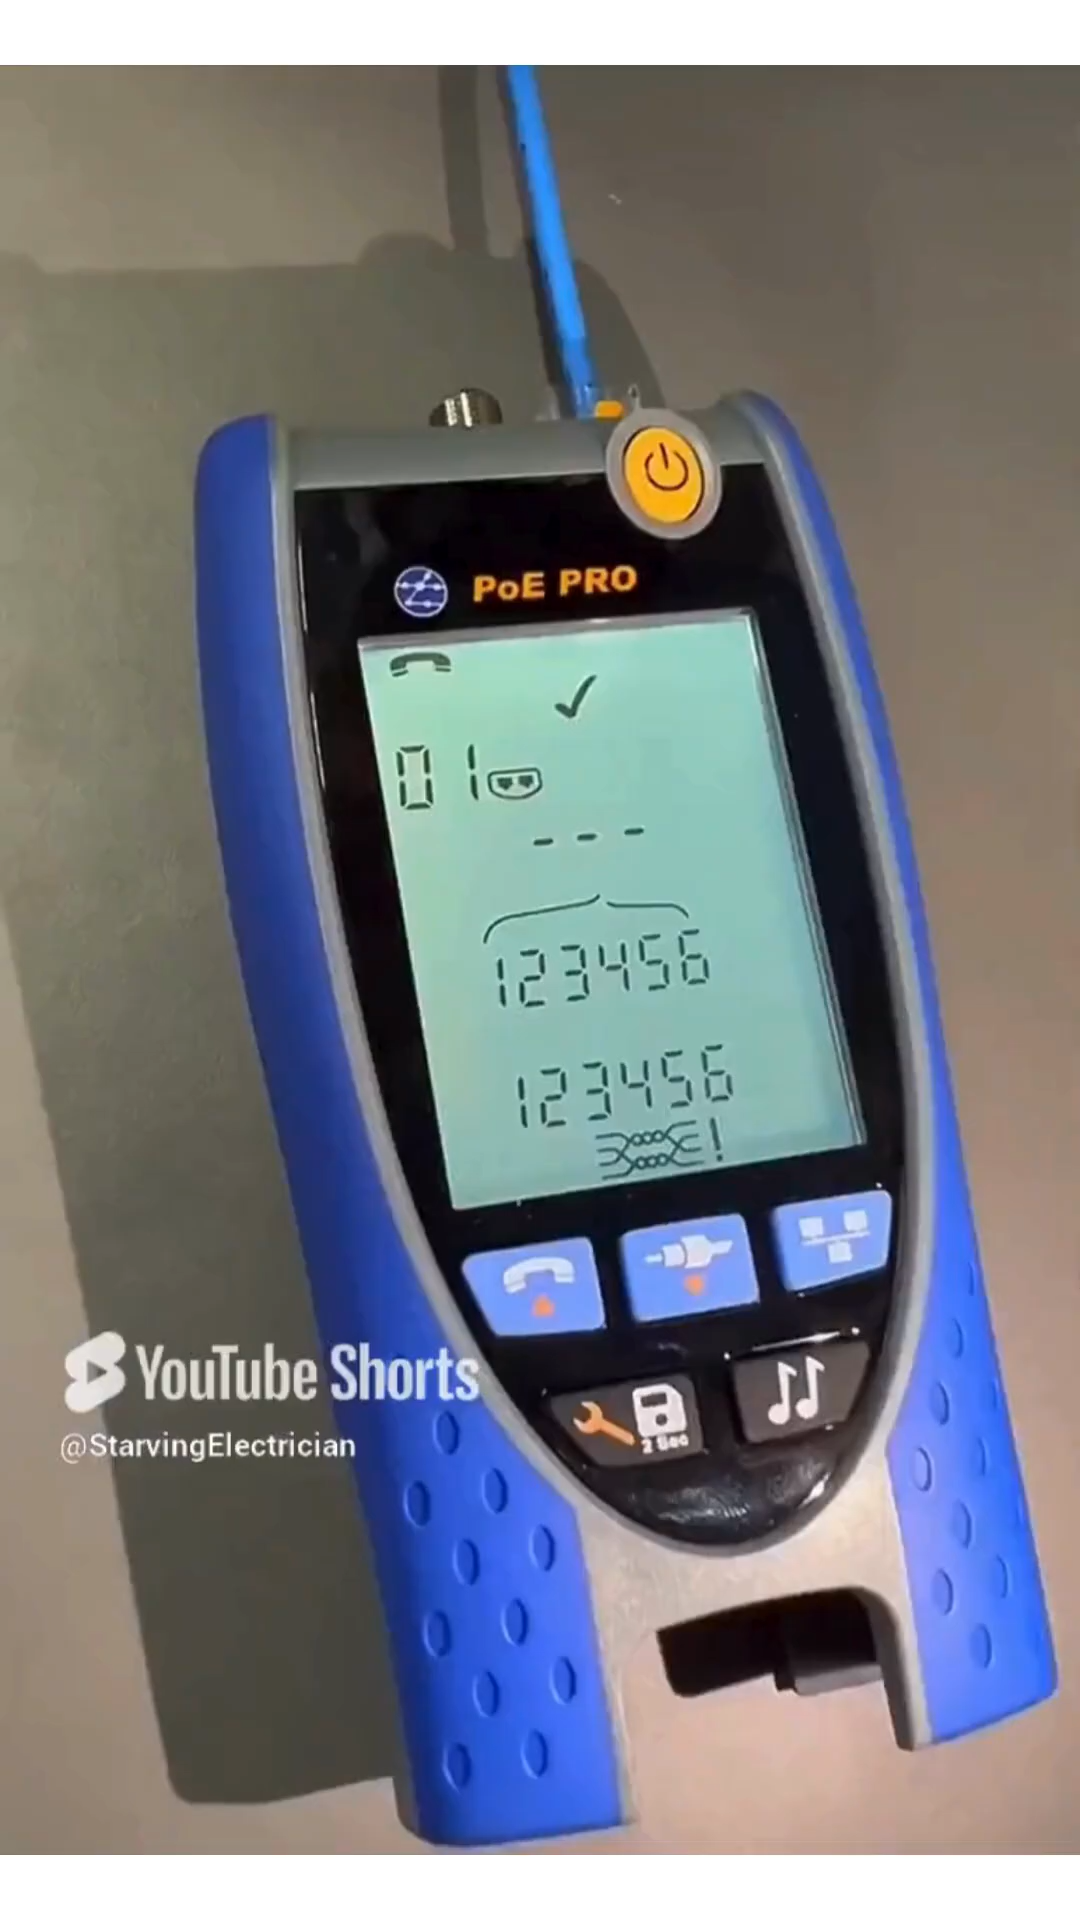 PoE PRO
01
---
123456
123456
!
2 Sec
YouTube Shorts
@StarvingElectrician